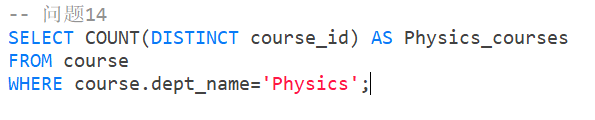 -- 问题14
SELECT COUNT(DISTINCT course_id) AS Physics_courses
FROM course
WHERE course.dept_name='Physics';